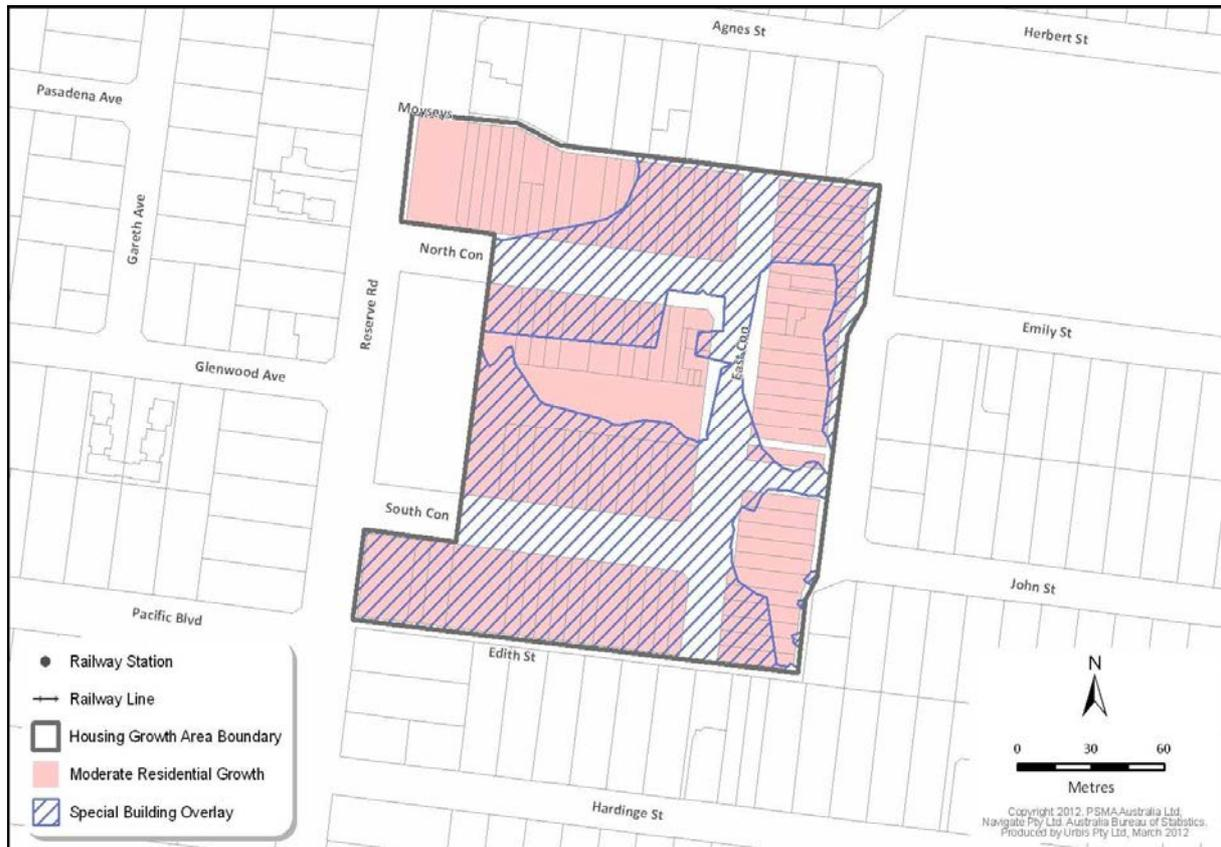 Agnes St
Herbert St
Pasadena Ave
Moyseys
Gareth Ave
North Con
Reserve Rd
Emily St
East Con
Glenwood Ave
South Con
John St
Pacific Blvd
Edith St
Hardinge St
Railway Station
Railway Line
Housing Growth Area Boundary
Moderate Residential Growth
Special Building Overlay
N
0 30 60
Metres
Copyright 2012. PSMA Australia Ltd,
Navigate Pty Ltd. Australia Bureau of Statistics.
Produced by Urbis Pty Ltd, March 2012